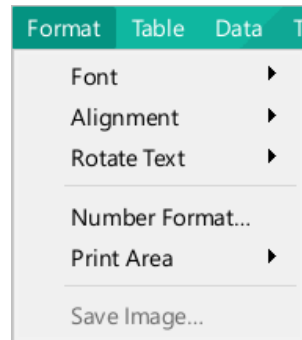 Format Table Data
Font
Alignment
Rotate Text
Number Format...
Print Area
Save Image...